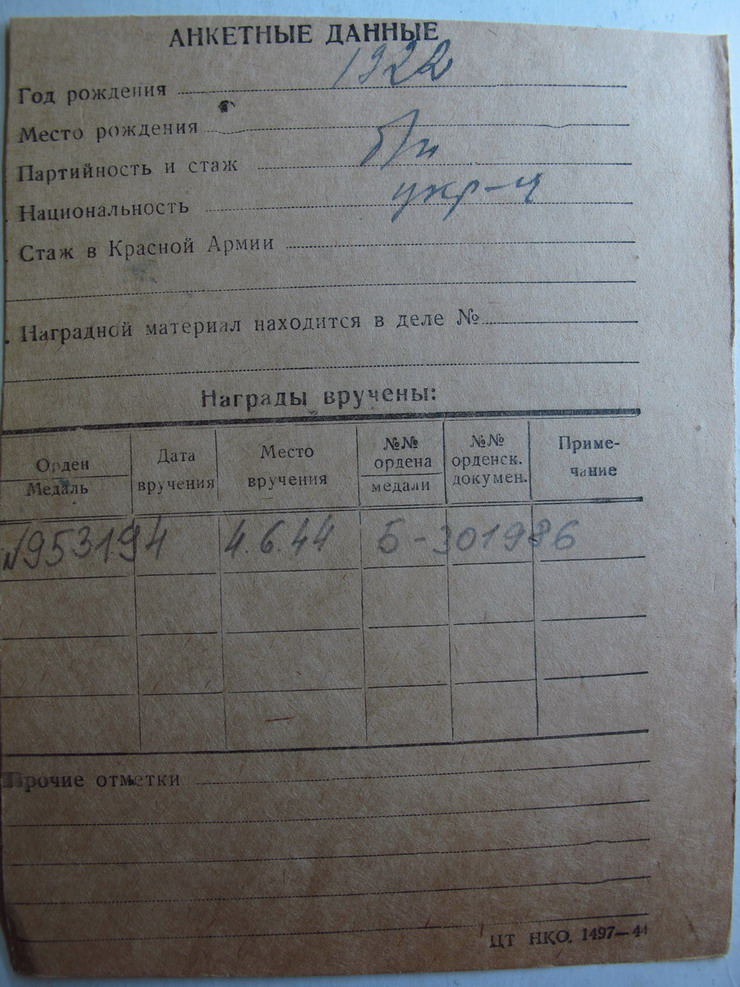 АНКЕТНЫЕ ДАННЫЕ
Год рождения 1922
Место рождения
Партийность и стаж б/п
Национальность укр-ц
Стаж в Красной Армии
Наградной материал находится в деле №
Награды вручены:
Орден Медаль Дата вручения Место вручения №№ ордена медали №№ орденск. докумен. Приме- чание
№953194 4.6.44 Б-301986
Прочие отметки
ЦТ НКО. 1497—44